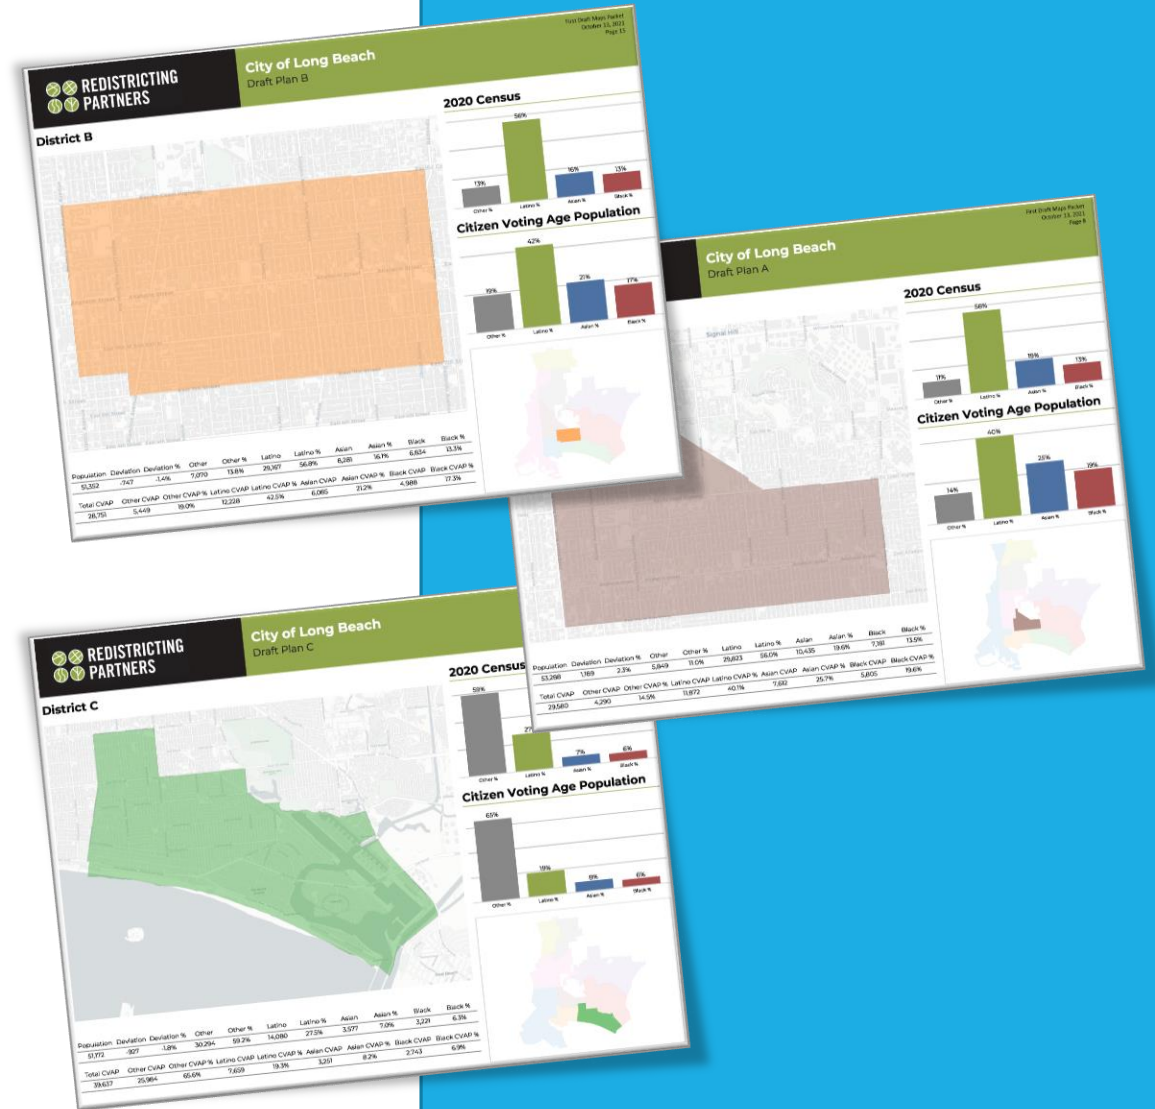 REDISTRICTING
PARTNERS
City of Long Beach
Draft Plan B
First Draft Maps Packet
October 13, 2021
Page 15
District B
2020 Census
56%
13%
16%
13%
Other %
Latino %
Asian %
Black %
Citizen Voting Age Population
42%
19%
21%
17%
Other %
Latino %
Asian %
Black %
Population Deviation Deviation % Other Other % Latino Latino % Asian Asian % Black Black %
51,352 -747 -1.4% 7,070 13.8% 29,167 56.8% 8,281 16.1% 6,834 13.3%
Total CVAP Other CVAP Other CVAP % Latino CVAP Latino CVAP % Asian CVAP Asian CVAP % Black CVAP Black CVAP %
28,751 5,449 19.0% 12,228 42.5% 6,085 21.2% 4,988 17.3%
City of Long Beach
Draft Plan A
First Draft Maps Packet
October 13, 2021
Page 8
Signal Hill
2020 Census
56%
11%
19%
13%
Other %
Latino %
Asian %
Black %
Citizen Voting Age Population
40%
14%
25%
19%
Other %
Latino %
Asian %
Black %
Population Deviation Deviation % Other Other % Latino Latino % Asian Asian % Black Black %
53,268 1,169 2.3% 5,849 11.0% 29,823 56.0% 10,435 19.6% 7,191 13.5%
Total CVAP Other CVAP Other CVAP % Latino CVAP Latino CVAP % Asian CVAP Asian CVAP % Black CVAP Black CVAP %
29,580 4,290 14.5% 11,872 40.1% 7,612 25.7% 5,805 19.6%
REDISTRICTING
PARTNERS
City of Long Beach
Draft Plan C
District C
2020 Census
59%
7%
6%
Other %
Latino %
Asian %
Black %
Citizen Voting Age Population
65%
19%
8%
6%
Other %
Latino %
Asian %
Black %
Population Deviation Deviation % Other Other % Latino Latino % Asian Asian % Black Black %
51,172 -927 -1.8% 30,294 59.2% 14,080 27.5% 3,577 7.0% 3,221 6.3%
Total CVAP Other CVAP Other CVAP % Latino CVAP Latino CVAP % Asian CVAP Asian CVAP % Black CVAP Black CVAP %
39,637 25,984 65.6% 7,659 19.3% 3,251 8.2% 2,743 6.9%